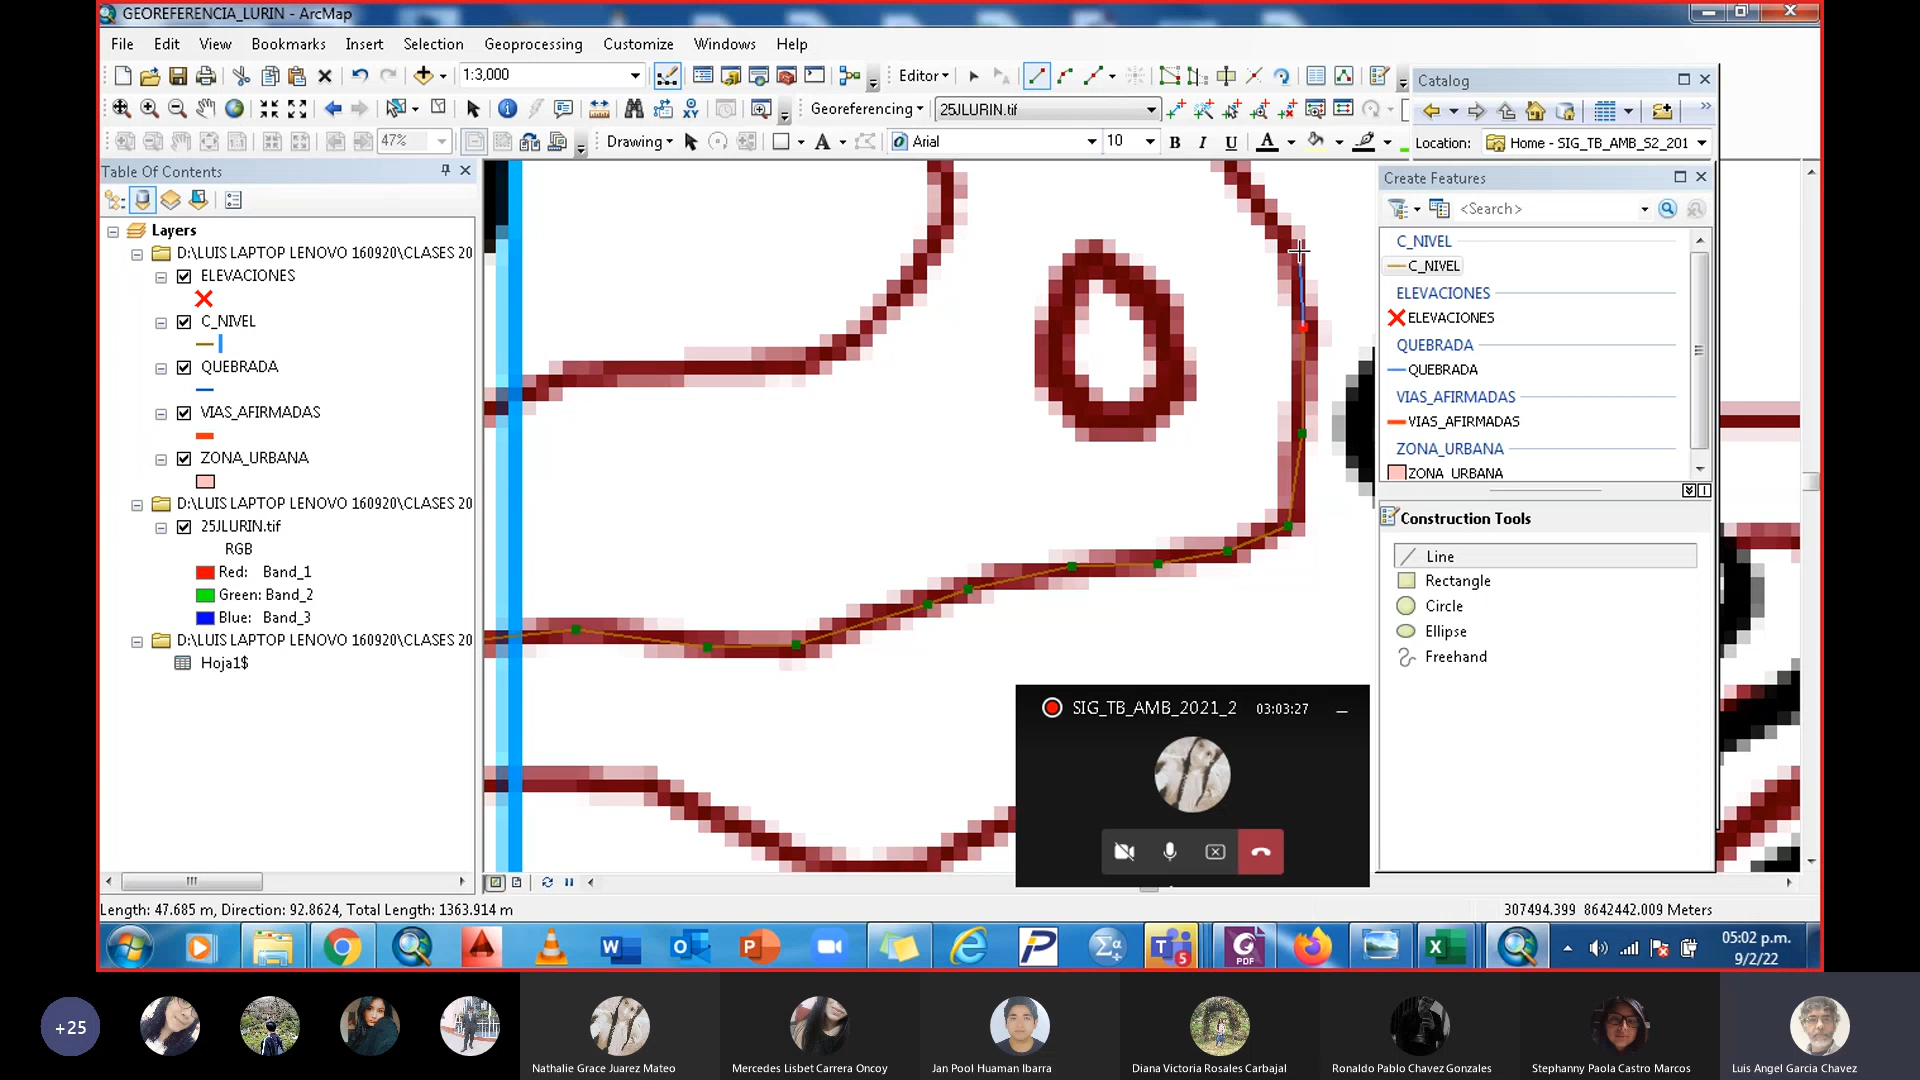 GEOREFERENCIA_LURIN - ArcMap
File Edit View Bookmarks Insert Selection Geoprocessing Customize Windows Help
1:3,000 Editor
Georeferencing 25JLURIN.tif
47% Drawing Arial 10 B I U A
Catalog
Location: Home - SIG_TB_AMB_S2_201
Table Of Contents
Layers
D:\LUIS LAPTOP LENOVO 160920\CLASES 20
ELEVACIONES
C_NIVEL
QUEBRADA
VIAS_AFIRMADAS
ZONA_URBANA
D:\LUIS LAPTOP LENOVO 160920\CLASES 20
25JLURIN.tif
RGB
Red: Band_1
Green: Band_2
Blue: Band_3
D:\LUIS LAPTOP LENOVO 160920\CLASES 20
Hoja1$
Create Features
<Search>
C_NIVEL
C_NIVEL
ELEVACIONES
ELEVACIONES
QUEBRADA
QUEBRADA
VIAS_AFIRMADAS
VIAS_AFIRMADAS
ZONA_URBANA
ZONA_URBANA
Construction Tools
Line
Rectangle
Circle
Ellipse
Freehand
SIG_TB_AMB_2021_2 03:03:27
Length: 47.685 m, Direction: 92.8624, Total Length: 1363.914 m
307494.399 8642442.009 Meters
5
PDF
05:02 p.m.
9/2/22
+25
Nathalie Grace Juarez Mateo
Mercedes Lisbet Carrera Oncoy
Jan Pool Huaman Ibarra
Diana Victoria Rosales Carbajal
Ronaldo Pablo Chavez Gonzales
Stephanny Paola Castro Marcos
Luis Angel Garcia Chavez